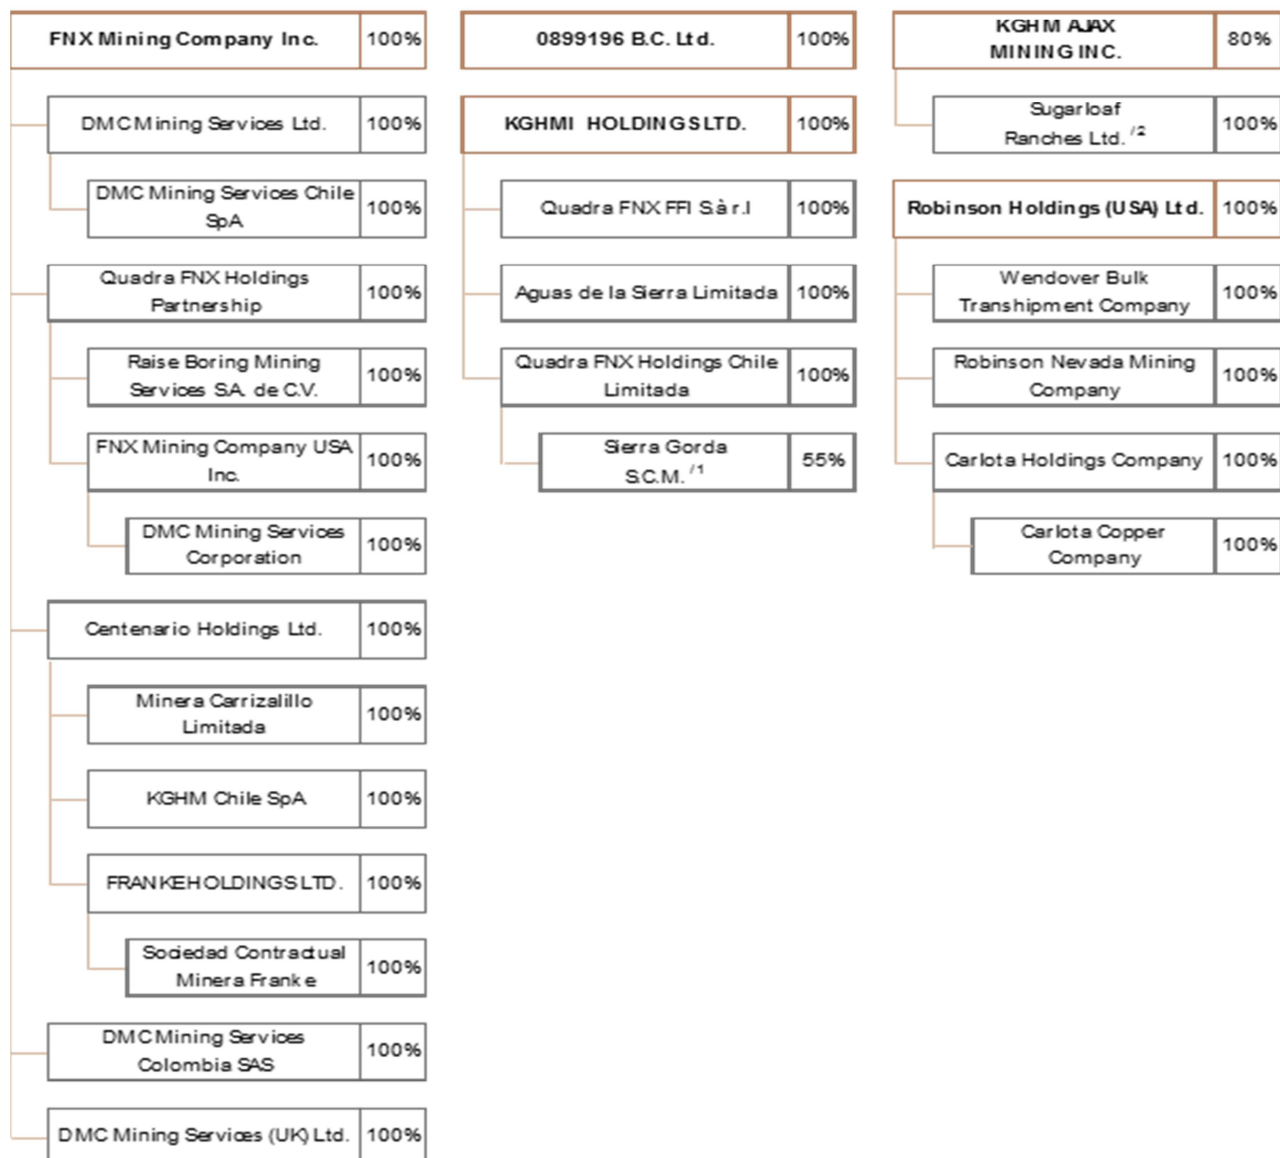 FNX Mining Company Inc. 100%
DMC Mining Services Ltd. 100%
DMC Mining Services Chile
SpA
100%
Quadra FNX Holdings
Partnership
100%
Raise Boring Mining
Services S.A. de C.V.
100%
FNX Mining Company USA
Inc.
100%
DMC Mining Services
Corporation
100%
Centenario Holdings Ltd. 100%
Minera Carrizalillo
Limitada
100%
KGHM Chile SpA 100%
FRANKE HOLDINGS LTD. 100%
Sociedad Contractual
Minera Franke
100%
DMC Mining Services
Colombia SAS
100%
DMC Mining Services (UK) Ltd. 100%
0899196 B.C. Ltd. 100%
KGHMI HOLDINGS LTD. 100%
Quadra FNX FFI S.à r.l 100%
Aguas de la Sierra Limitada 100%
Quadra FNX Holdings Chile
Limitada
100%
Sierra Gorda
S.C.M. /1
55%
KGHM AJAX
MINING INC.
80%
Sugarloaf
Ranches Ltd. /2
100%
Robinson Holdings (USA) Ltd. 100%
Wendover Bulk
Transhipment Company
100%
Robinson Nevada Mining
Company
100%
Carlota Holdings Company 100%
Carlota Copper
Company
100%